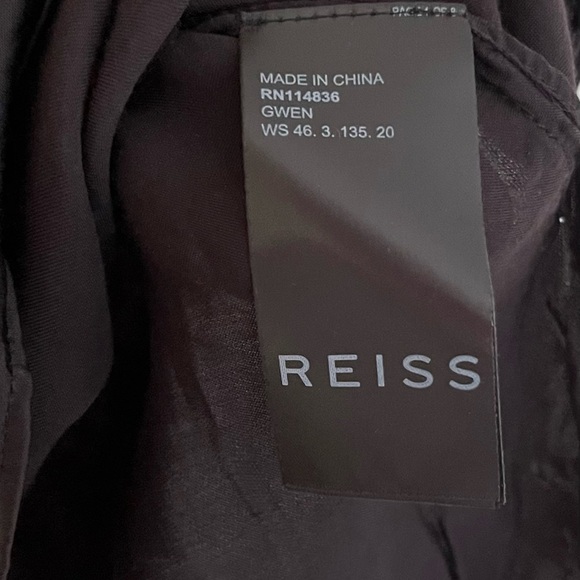 MADE IN CHINA
RN114836
GWEN
WS 46. 3. 135. 20
REISS